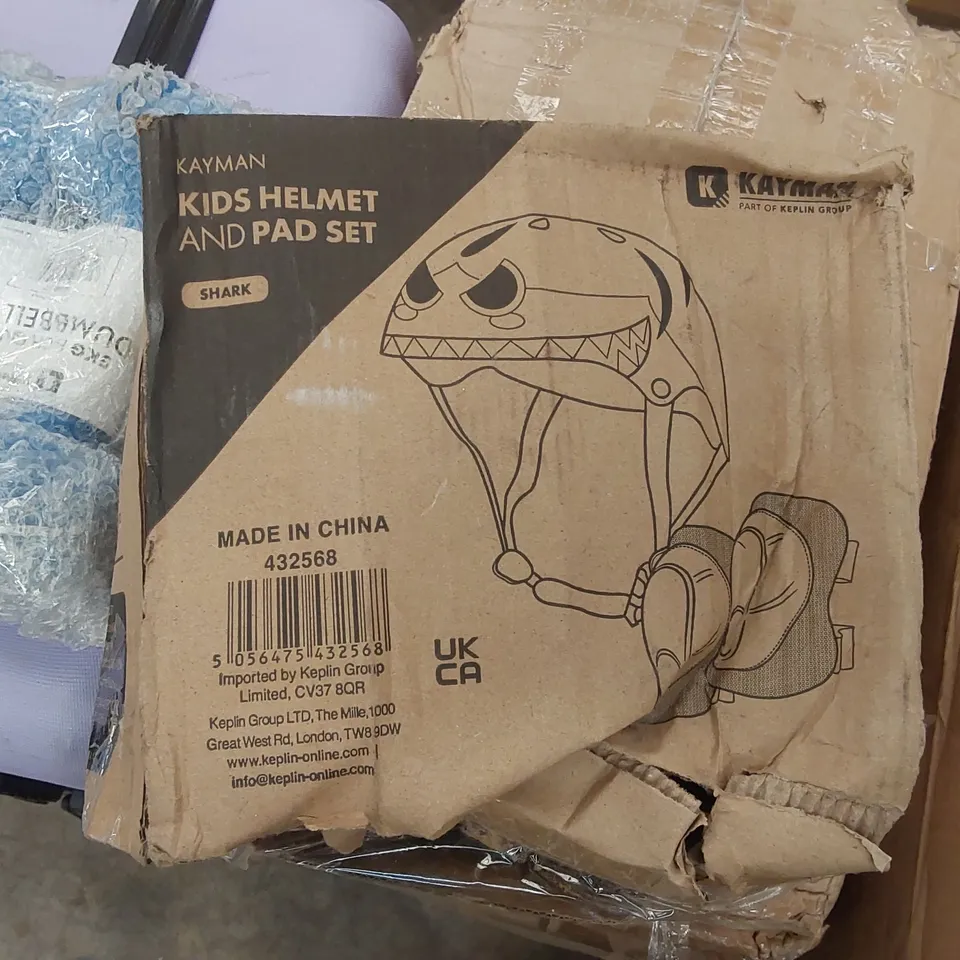 KAYMAN
KIDS HELMET
AND PAD SET
SHARK
K KAYMAN
PART OF KEPLIN GROUP
MADE IN CHINA
432568
5 056475 432568
Imported by Keplin Group
Limited, CV37 8QR
Keplin Group LTD, The Mille,1000
Great West Rd, London, TW8 9DW
www.keplin-online.com
info@keplin-online.com
UK
CA
DUMBBELL